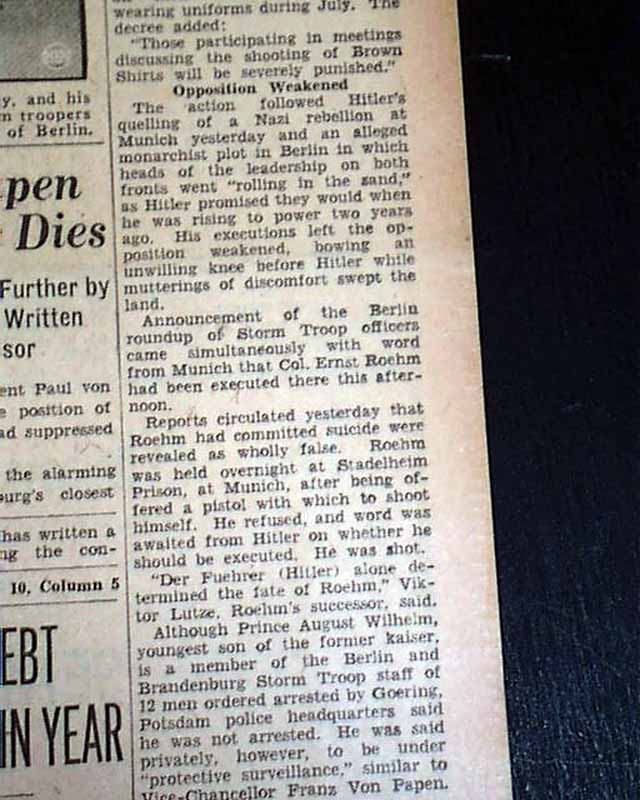 wearing uniforms during July. The
decree added:
"Those participating in meetings
discussing the shooting of Brown
Shirts will be severely punished."
Opposition Weakened
The action followed Hitler's
quelling of a Nazi rebellion at
Munich yesterday and an alleged
monarchist plot in Berlin in which
heads of the leadership on both
fronts went "rolling in the sand,"
as Hitler promised they would when
he was rising to power two years
ago. His executions left the op-
position weakened, bowing an
unwilling knee before Hitler while
mutterings of discomfort swept the
land.
Announcement of the Berlin
roundup of Storm Troop officers
came simultaneously with word
from Munich that Col. Ernst Roehm
had been executed there this after-
noon.
Reports circulated yesterday that
Roehm had committed suicide were
revealed as wholly false. Roehm
was held overnight at Stadelheim
Prison, at Munich, after being of-
fered a pistol with which to shoot
himself. He refused, and word was
awaited from Hitler on whether he
should be executed. He was shot.
"Der Fuehrer (Hitler) alone de-
termined the fate of Roehm," Vik-
tor Lutze, Roehm's successor, said.
Although Prince August Wilhelm,
youngest son of the former kaiser,
is a member of the Berlin and
Brandenburg Storm Troop staff of
12 men ordered arrested by Goering,
Potsdam police headquarters said
he was not arrested. He was said
privately, however, to be under
"protective surveillance," similar to
Vice-Chancellor Franz Von Papen.
y, and his
m troopers
of Berlin.
pen
Dies
Further by
Written
sor
ent Paul von
e position of
ad suppressed
the alarming
burg's closest
has written a
ng the con-
10, Column 5
EBT
IN YEAR